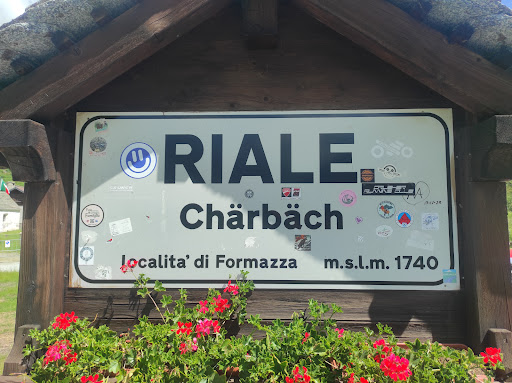 RIALE
Chärbäch
localita' di Formazza m.s.l.m. 1740